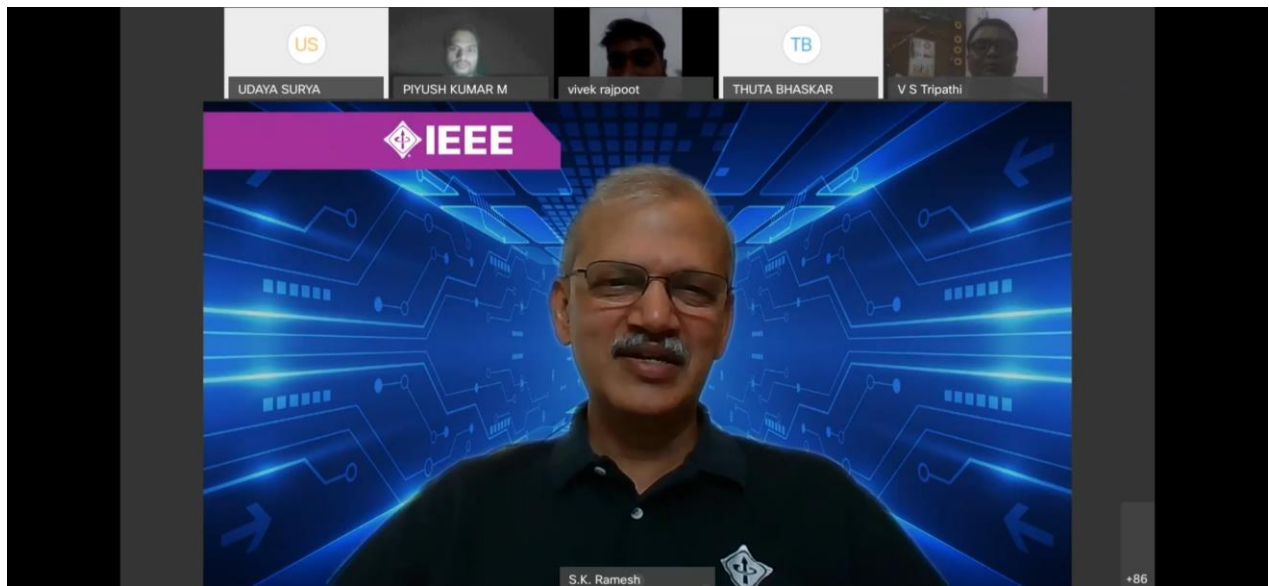 US
UDAYA SURYA
PIYUSH KUMAR M
vivek rajpoot
TB
THUTA BHASKAR
V S Tripathi
IEEE
S.K. Ramesh
+86